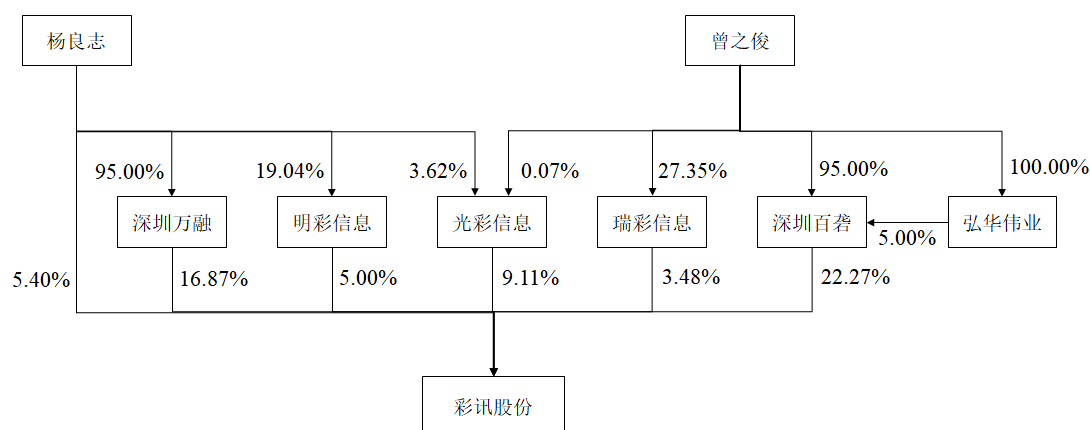 杨良志
曾之俊
95.00%
19.04%
3.62%
0.07%
27.35%
95.00%
100.00%
深圳万融
明彩信息
光彩信息
瑞彩信息
深圳百砻
弘华伟业
5.00%
5.40%
16.87%
5.00%
9.11%
3.48%
22.27%
彩讯股份